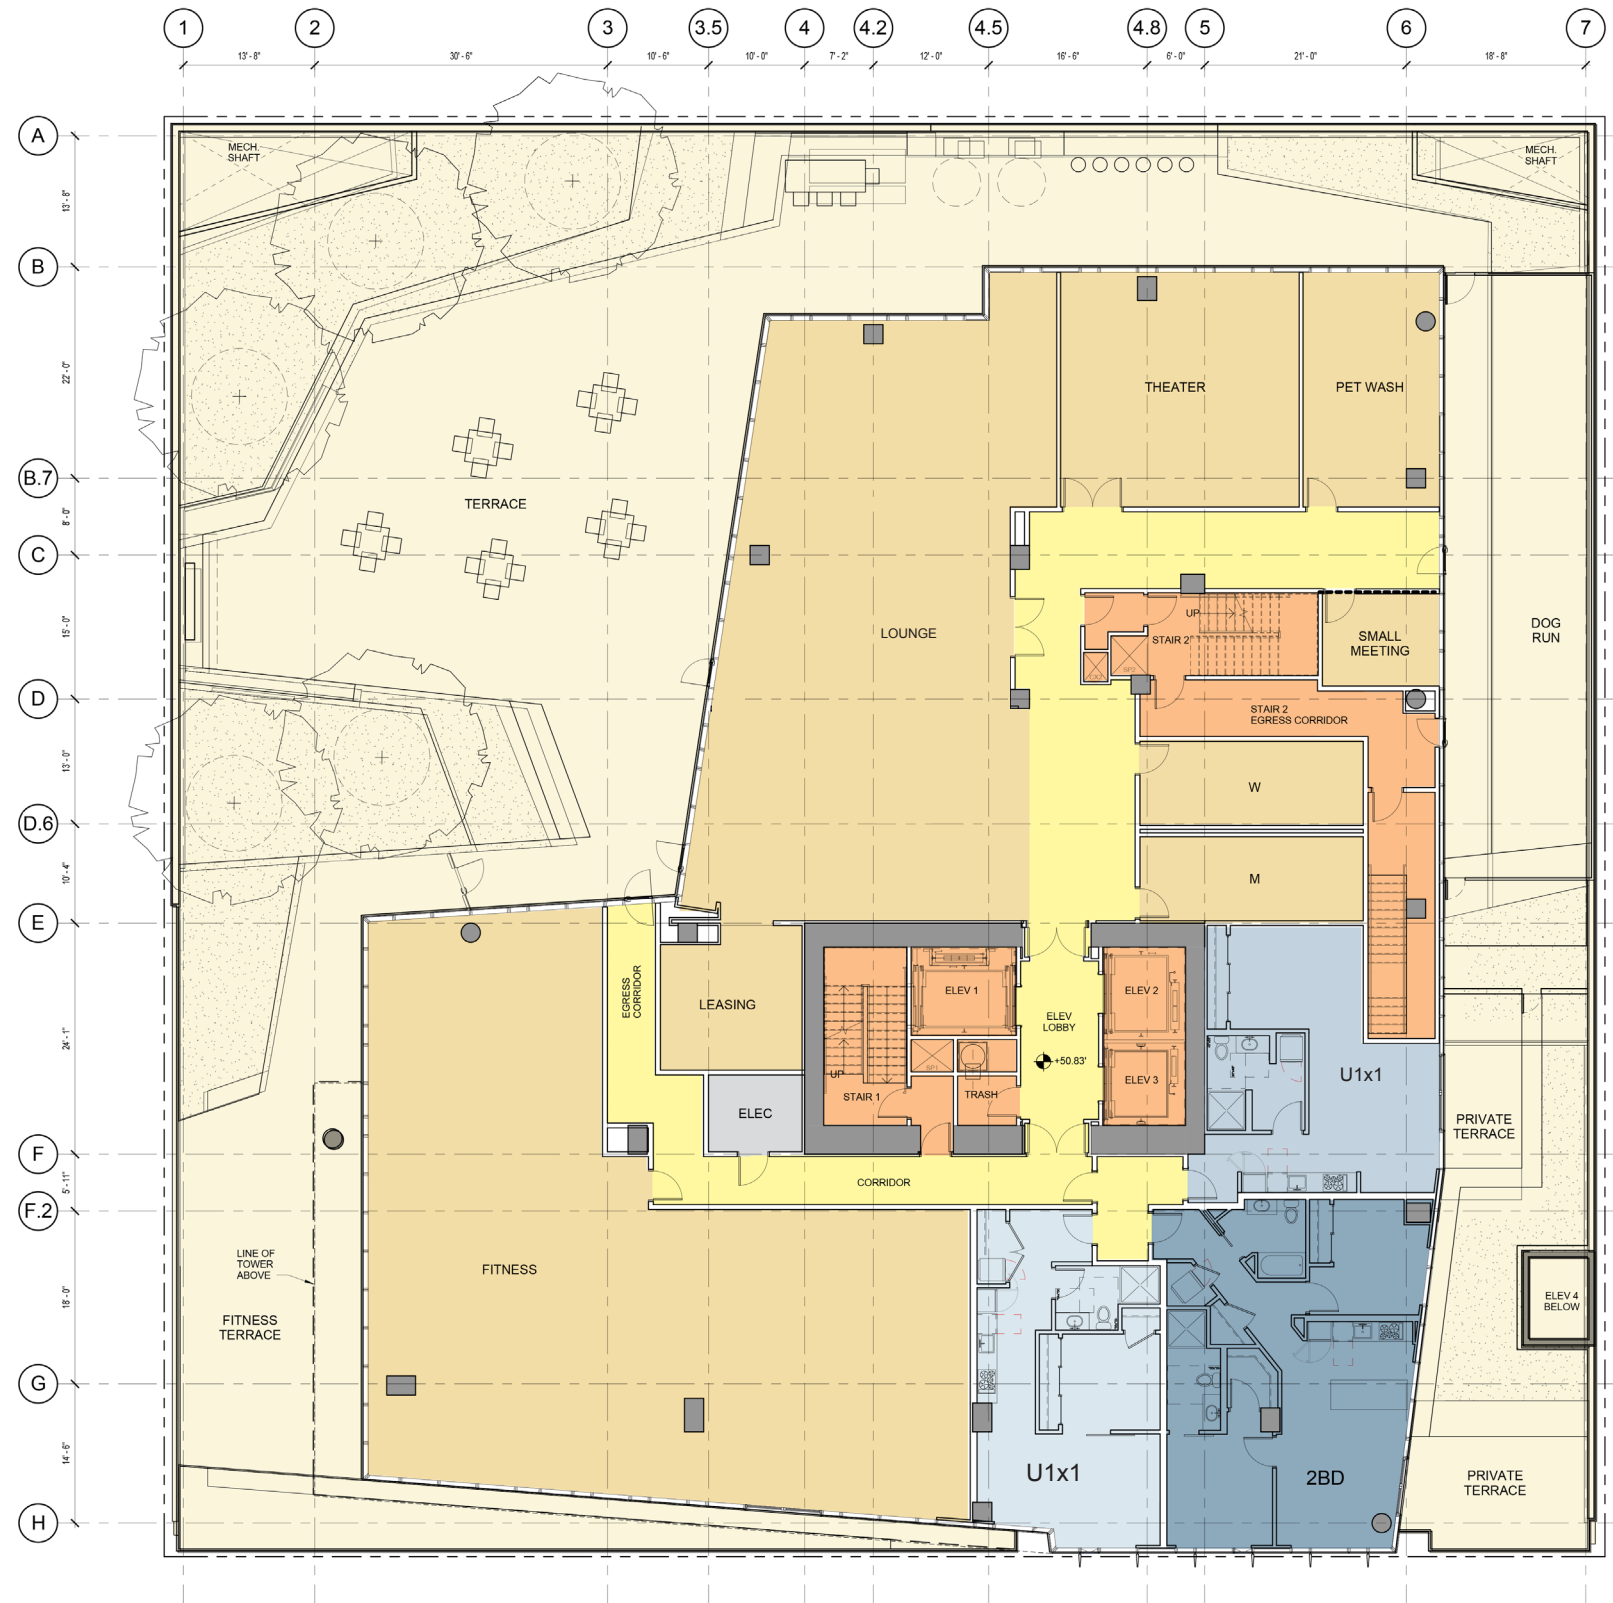 1
2
3
3.5
4
4.2
4.5
4.8
5
6
7
13' - 8"
30' - 6"
10' - 6"
10' - 0"
7' - 2"
12' - 0"
16' - 6"
6' - 0"
21' - 0"
18' - 8"
A
13' - 8"
B
22' - 0"
B.7
8' - 0"
C
15' - 0"
D
13' - 0"
D.6
10' - 4"
E
24' - 1"
F
5' - 11"
F.2
18' - 0"
G
14' - 6"
H
MECH.
SHAFT
MECH.
SHAFT
TERRACE
THEATER
PET WASH
LOUNGE
UP
STAIR 2
SP2
CX2
SMALL
MEETING
DOG
RUN
STAIR 2
EGRESS CORRIDOR
W
M
EGRESS
CORRIDOR
LEASING
ELEV 1
ELEV 2
ELEV
LOBBY
+50.83'
SP1
UP
STAIR 1
TRASH
ELEV 3
ELEC
U1x1
PRIVATE
TERRACE
CORRIDOR
LINE OF
TOWER
ABOVE
FITNESS
FITNESS
TERRACE
ELEV 4
BELOW
U1x1
2BD
PRIVATE
TERRACE